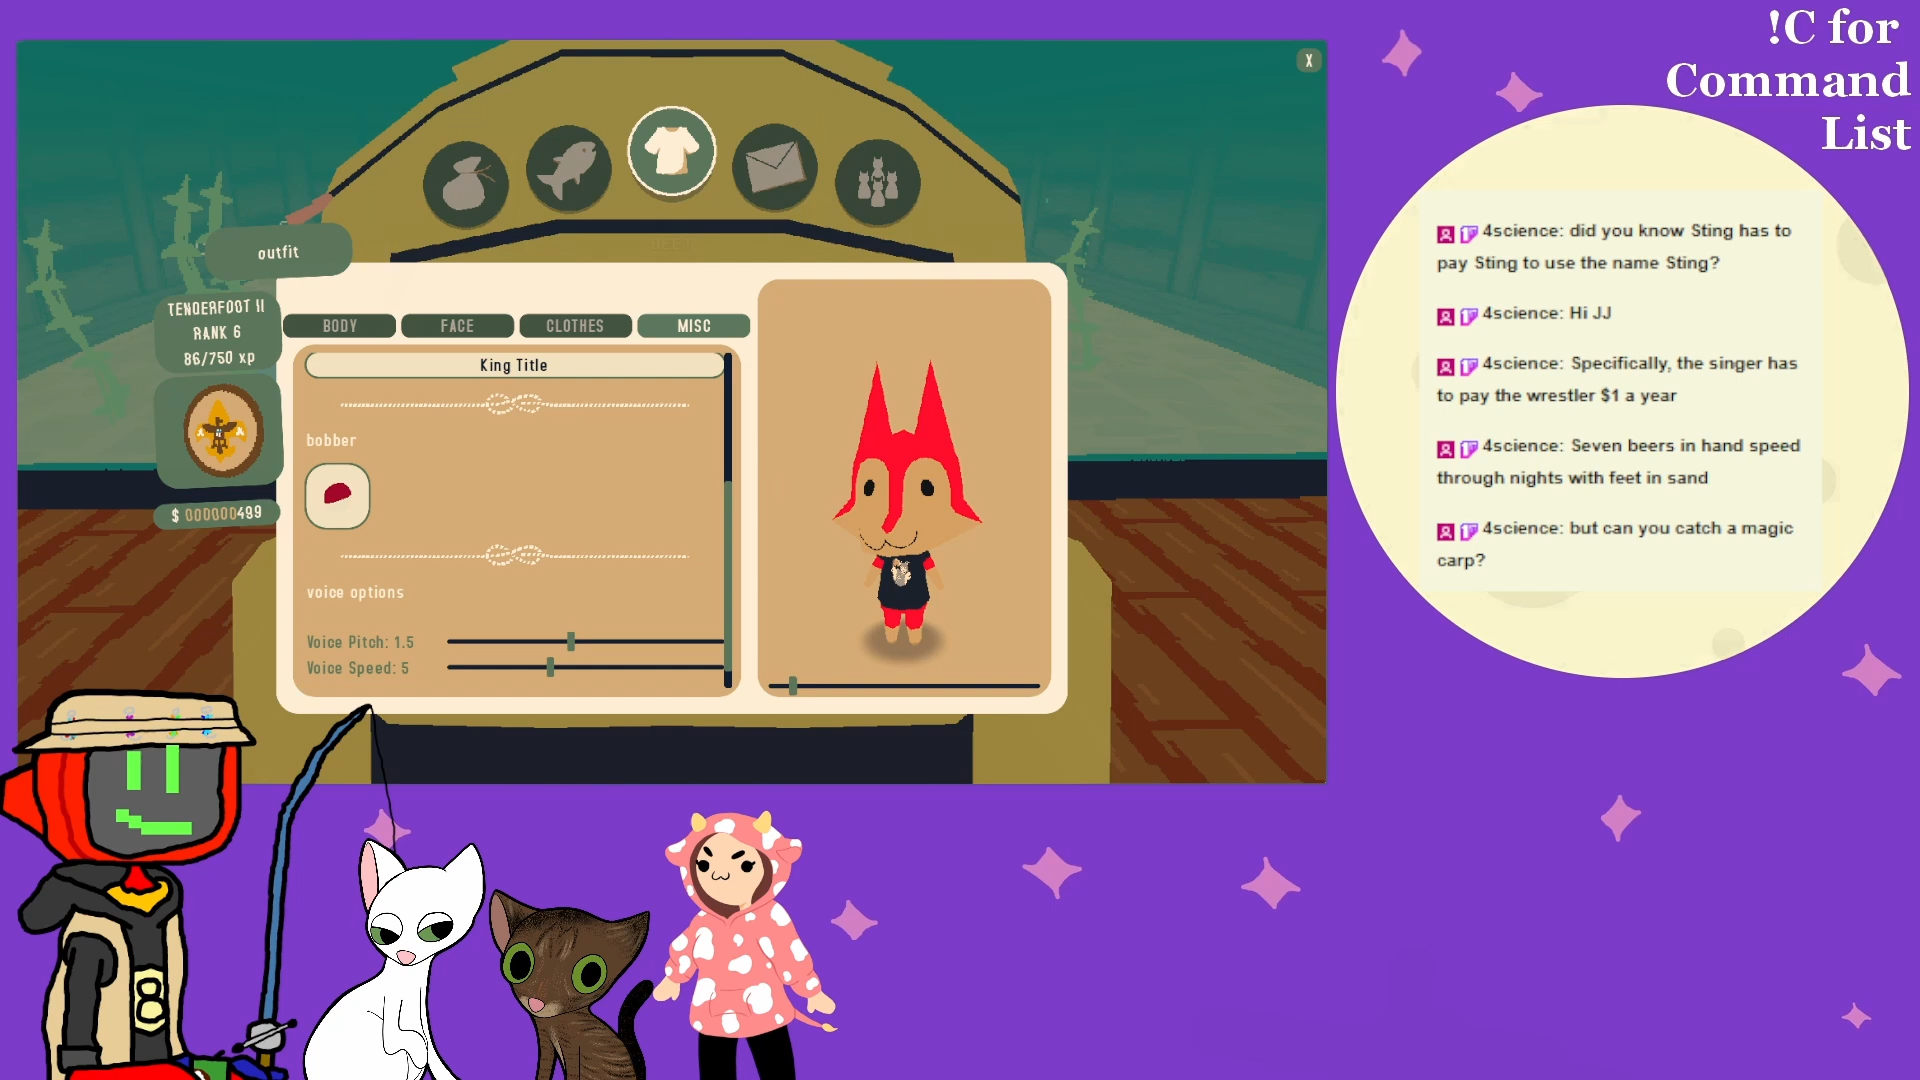 !C for
Command
List
X
outfit
TENDERFOOT II
RANK 6
86/750 xp
$ 000000499
BODY
FACE
CLOTHES
MISC
King Title
bobber
voice options
Voice Pitch: 1.5
Voice Speed: 5
8
4science: did you know Sting has to
pay Sting to use the name Sting?
4science: Hi JJ
4science: Specifically, the singer has
to pay the wrestler $1 a year
4science: Seven beers in hand speed
through nights with feet in sand
4science: but can you catch a magic
carp?